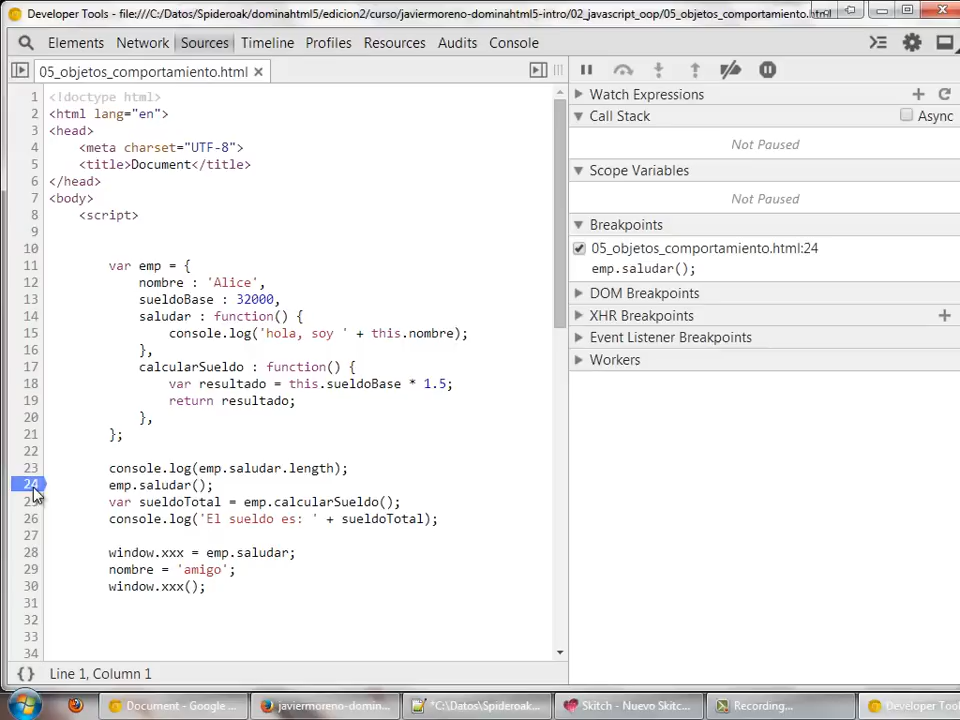 Developer Tools - file:///C:/Datos/Spideroak/dominahtml5/edicion2/curso/javiermoreno-dominahtml5-intro/02_javascript_oop/05_objetos_comportamiento.html
Elements Network Sources Timeline Profiles Resources Audits Console
05_objetos_comportamiento.html
1 <!doctype html>
2 <html lang="en">
3 <head>
4 <meta charset="UTF-8">
5 <title>Document</title>
6 </head>
7 <body>
8 <script>
9
10
11 var emp = {
12 nombre : 'Alice',
13 sueldoBase : 32000,
14 saludar : function() {
15 console.log('hola, soy ' + this.nombre);
16 },
17 calcularSueldo : function() {
18 var resultado = this.sueldoBase * 1.5;
19 return resultado;
20 },
21 };
22
23 console.log(emp.saludar.length);
24 emp.saludar();
25 var sueldoTotal = emp.calcularSueldo();
26 console.log('El sueldo es: ' + sueldoTotal);
27
28 window.xxx = emp.saludar;
29 nombre = 'amigo';
30 window.xxx();
31
32
33
34
{} Line 1, Column 1
Watch Expressions
Call Stack Async
Not Paused
Scope Variables
Not Paused
Breakpoints
05_objetos_comportamiento.html:24
emp.saludar();
DOM Breakpoints
XHR Breakpoints
Event Listener Breakpoints
Workers
Document - Google ... javiermoreno-domin... *C:\Datos\Spideroak... Skitch - Nuevo Skitc... Recording... Developer Tools